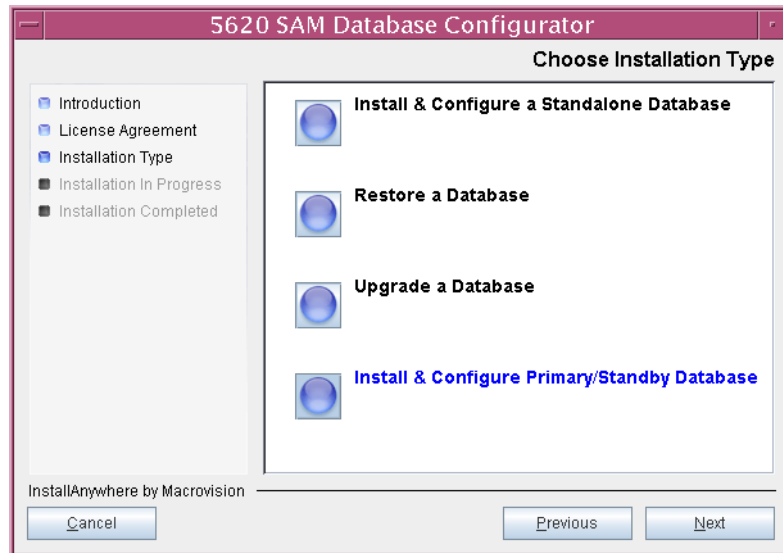 5620 SAM Database Configurator
Choose Installation Type
Introduction
License Agreement
Installation Type
Installation In Progress
Installation Completed
Install & Configure a Standalone Database
Restore a Database
Upgrade a Database
Install & Configure Primary/Standby Database
InstallAnywhere by Macrovision
Cancel
Previous
Next